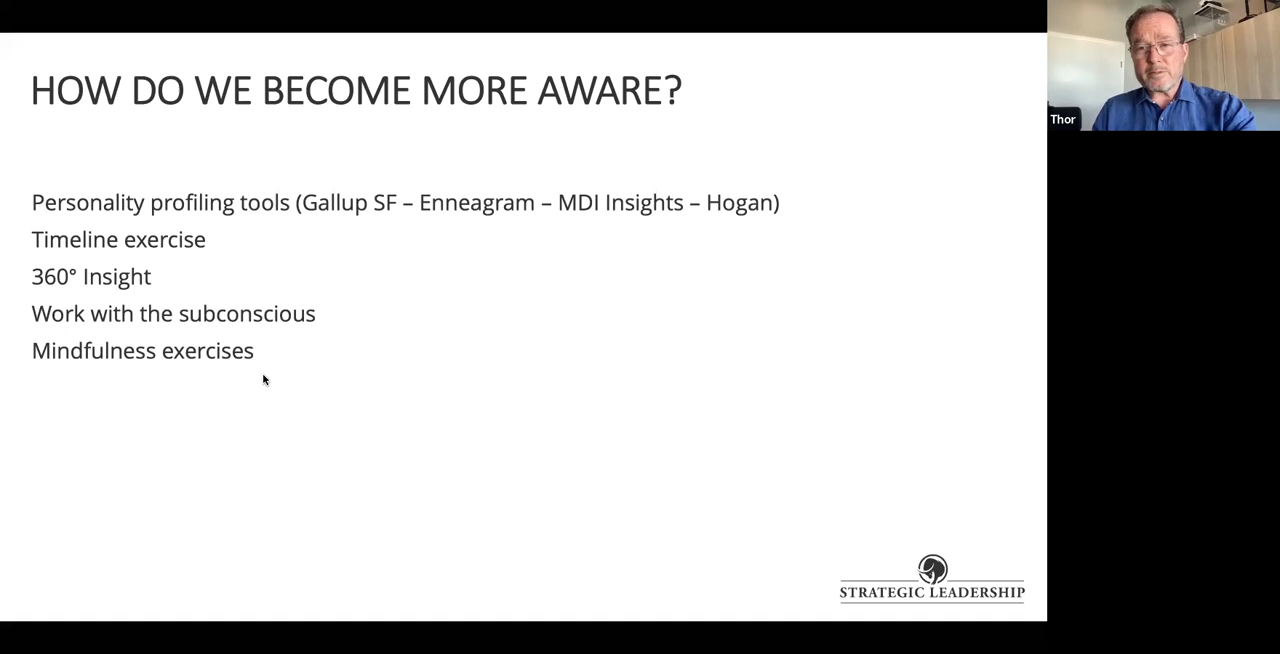 HOW DO WE BECOME MORE AWARE?
Personality profiling tools (Gallup SF – Enneagram – MDI Insights – Hogan)
Timeline exercise
360° Insight
Work with the subconscious
Mindfulness exercises
STRATEGIC LEADERSHIP
Thor